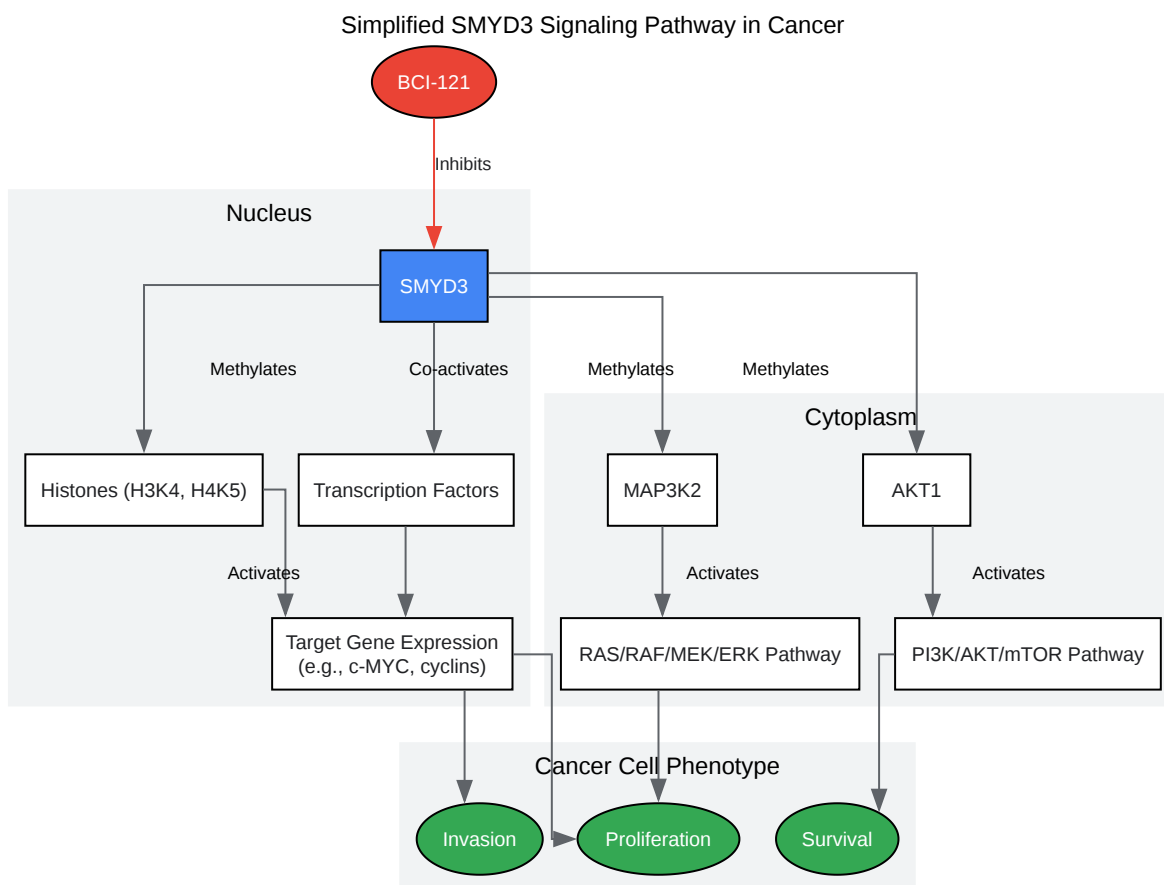 Simplified SMYD3 Signaling Pathway in Cancer
BCI-121
Inhibits
Nucleus
SMYD3
Methylates
Co-activates
Methylates
Methylates
Cytoplasm
Histones (H3K4, H4K5)
Transcription Factors
MAP3K2
AKT1
Activates
Activates
Activates
Target Gene Expression
(e.g., c-MYC, cyclins)
RAS/RAF/MEK/ERK Pathway
PI3K/AKT/mTOR Pathway
Cancer Cell Phenotype
Invasion
Proliferation
Survival